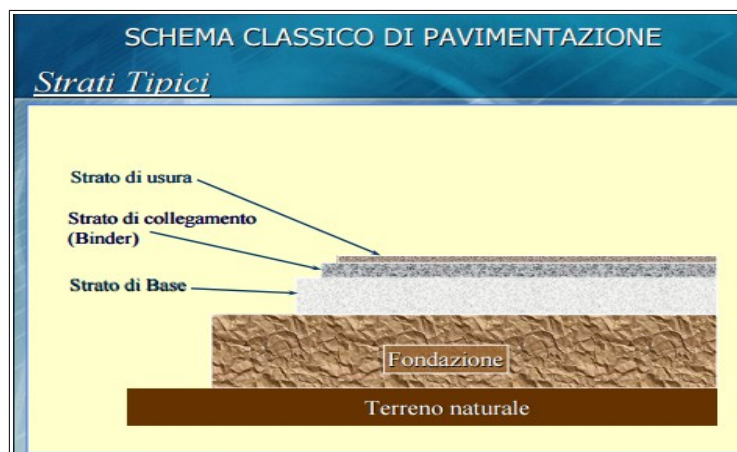 SCHEMA CLASSICO DI PAVIMENTAZIONE
Strati Tipici
Strato di usura
Strato di collegamento
(Binder)
Strato di Base
Fondazione
Terreno naturale